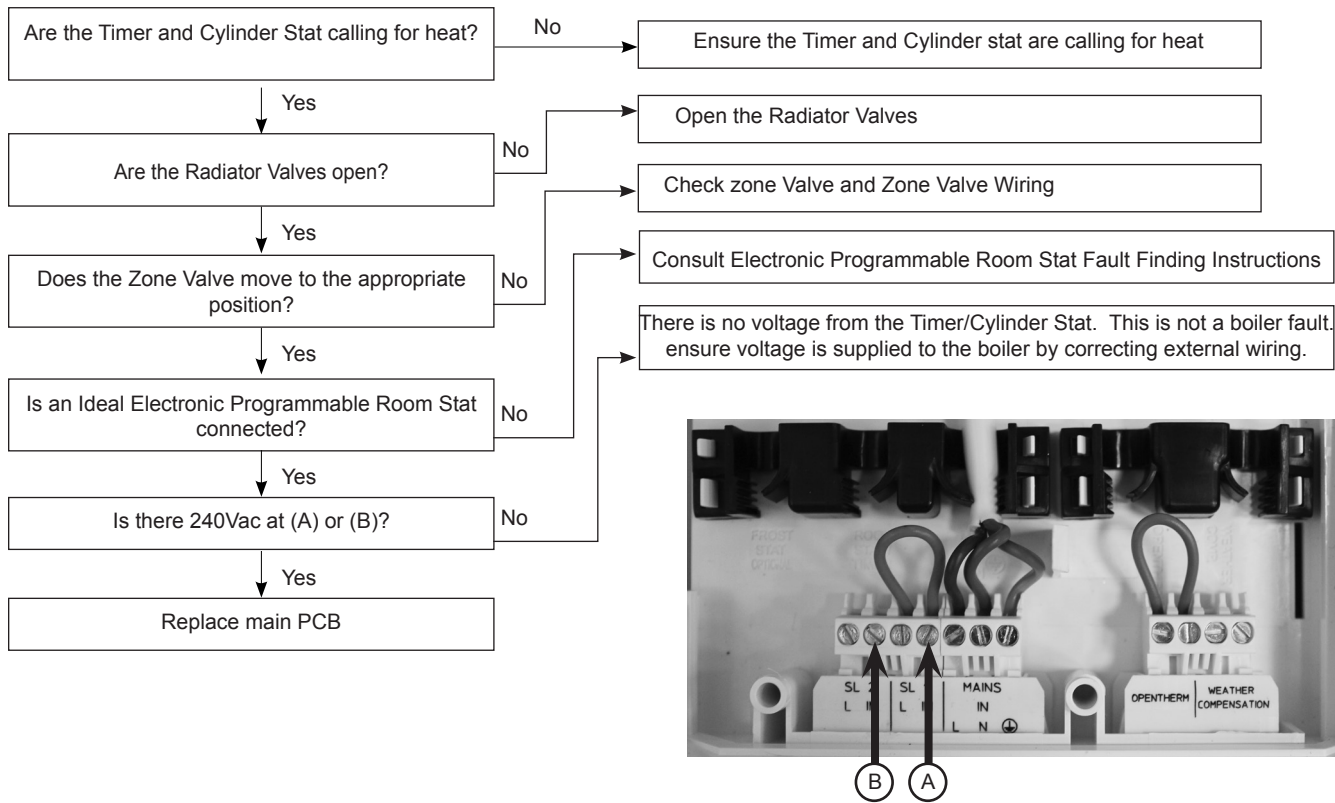 Are the Timer and Cylinder Stat calling for heat?
No
Ensure the Timer and Cylinder stat are calling for heat
Yes
Open the Radiator Valves
Are the Radiator Valves open?
No
Check zone Valve and Zone Valve Wiring
Yes
Does the Zone Valve move to the appropriate
position?
No
Consult Electronic Programmable Room Stat Fault Finding Instructions
There is no voltage from the Timer/Cylinder Stat.  This is not a boiler fault.
ensure voltage is supplied to the boiler by correcting external wiring.
Yes
Is an Ideal Electronic Programmable Room Stat
connected?
No
Yes
Is there 240Vac at (A) or (B)?
No
Yes
Replace main PCB
FROST
STAT
SL 2 SL MAINS
L IN L IN
L N
OPENTHERM WEATHER
COMPENSATION
B A